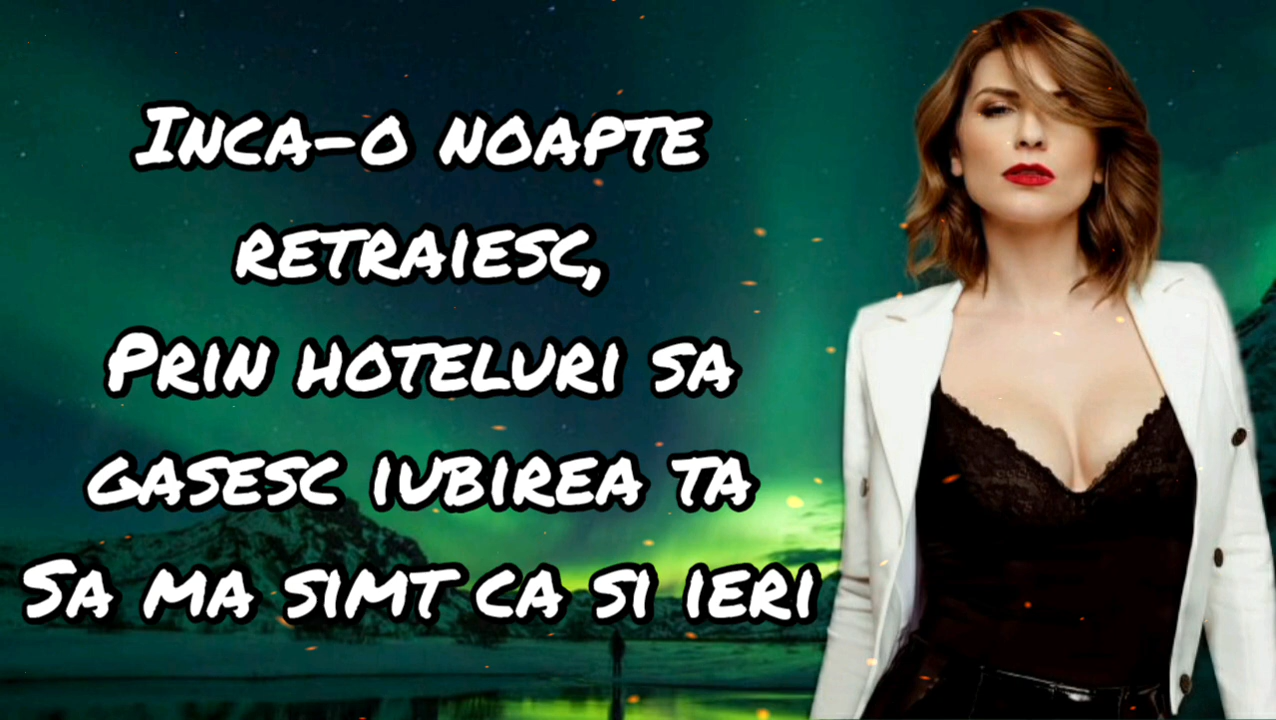 Inca-o noapte
retraiesc,
Prin hoteluri sa
gasesc iubirea ta
Sa ma simt ca si ieri